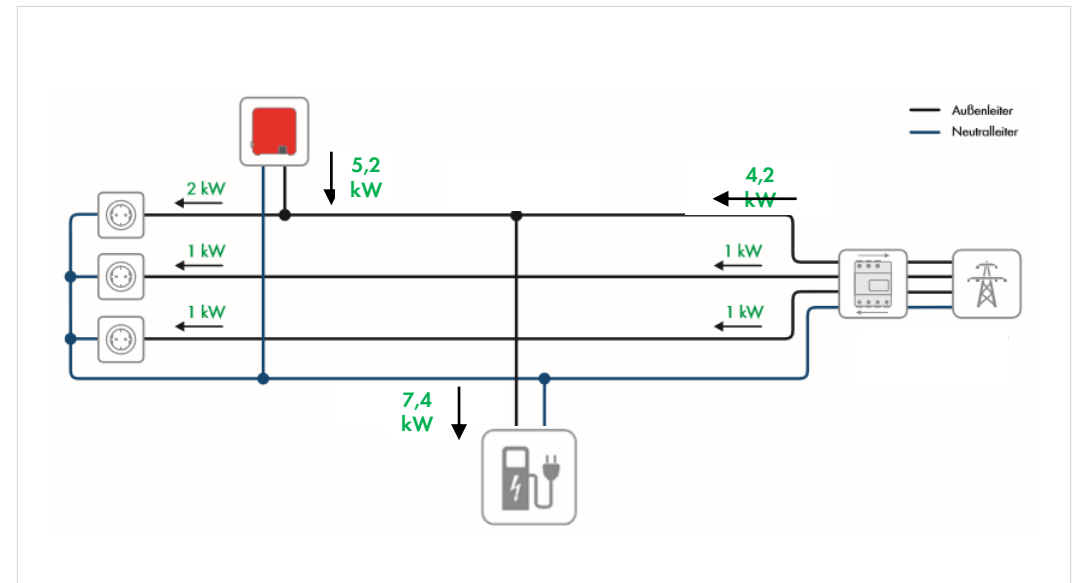 Außenleiter
Neutralleiter
5,2
kW
4,2
kW
2 kW
1 kW
1 kW
1 kW
1 kW
7,4
kW